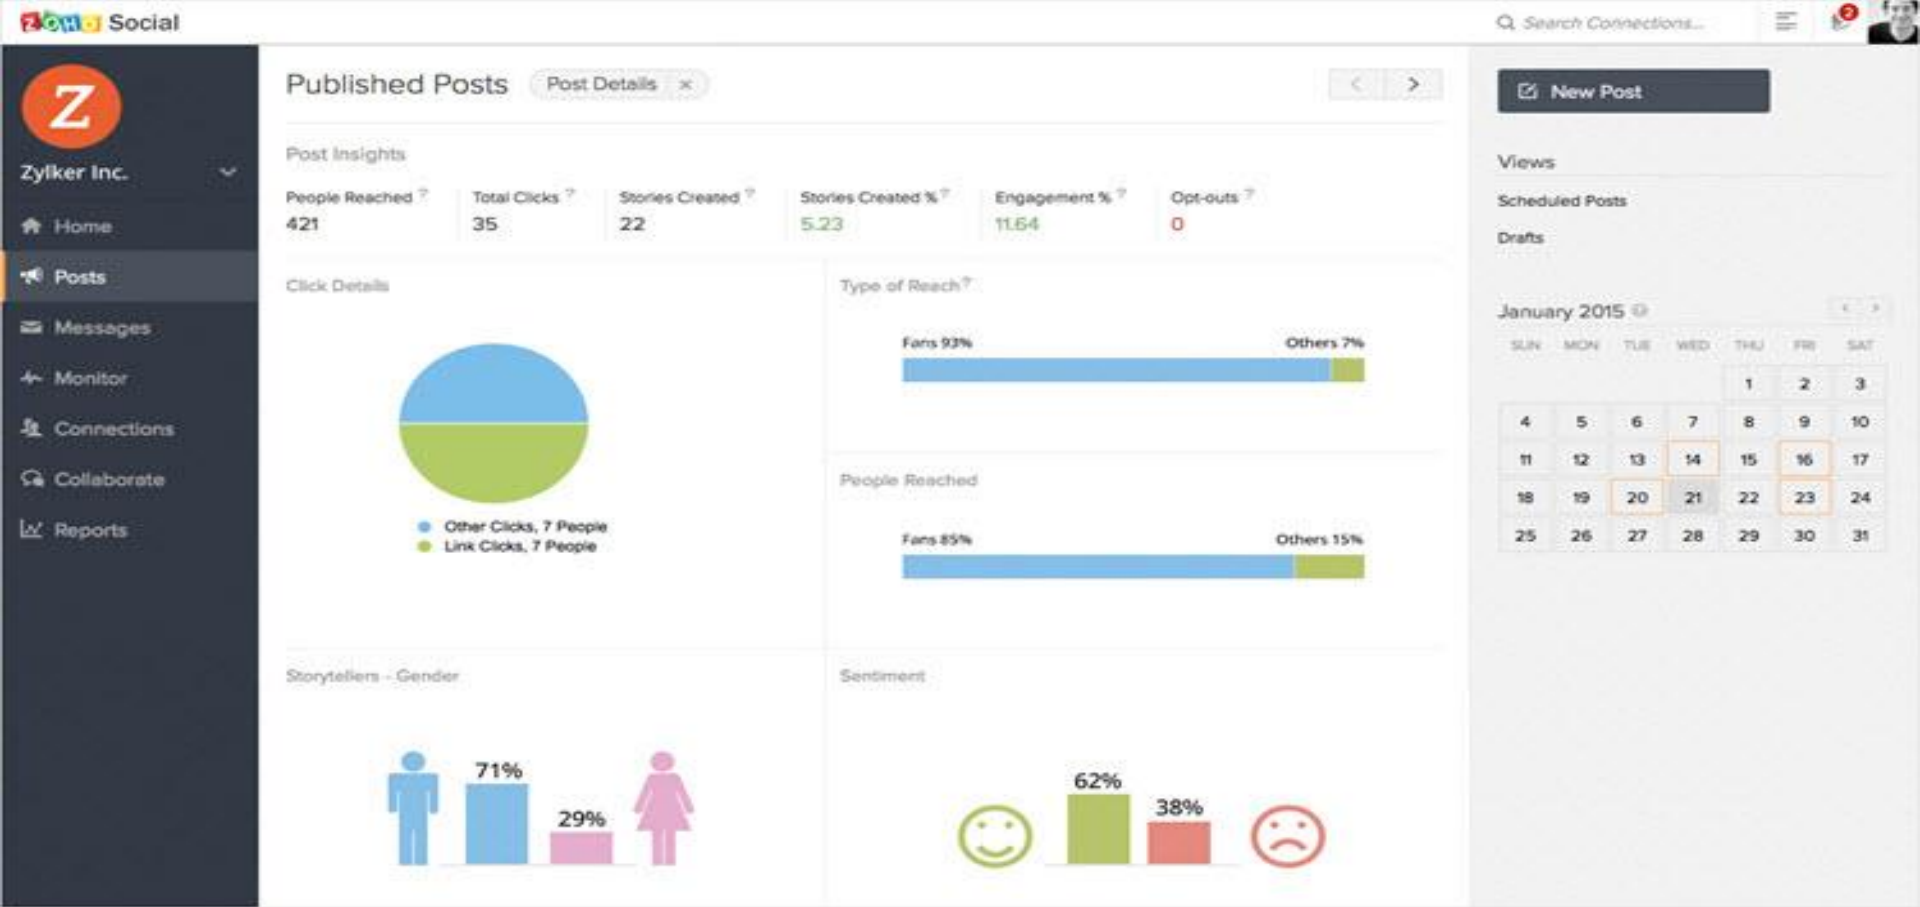 ZOHO Social
Search Connections...
2
Z
Zylker Inc.
Home
Posts
Messages
Monitor
Connections
Collaborate
Reports
Published Posts
Post Details ×
< >
Post Insights
People Reached ? Total Clicks ? Stories Created ? Stories Created % ? Engagement % ? Opt-outs ?
421 35 22 5.23 11.64 0
Click Details
Other Clicks, 7 People
Link Clicks, 7 People
Type of Reach ?
Fans 93% Others 7%
People Reached
Fans 85% Others 15%
Storytellers - Gender
71%
29%
Sentiment
62%
38%
New Post
Views
Scheduled Posts
Drafts
January 2015
< >
SUN MON TUE WED THU FRI SAT
1 2 3
4 5 6 7 8 9 10
11 12 13 14 15 16 17
18 19 20 21 22 23 24
25 26 27 28 29 30 31